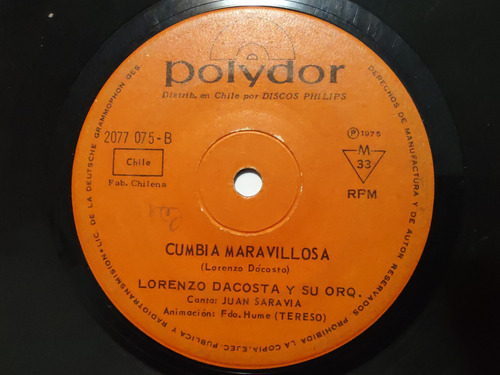 polydor
Distrib. en Chile por DISCOS PHILIPS
2077 075-B
Chile
Fab. Chilena
Ⓟ 1975
M
33
RPM
CUMBIA MARAVILLOSA
(Lorenzo Dacosta)
LORENZO DACOSTA Y SU ORQ.
Canta: JUAN SARAVIA
Animación: Fdo. Hume (TERESO)
DERECHOS DE MANUFACTURA Y DE AUTOR RESERVADOS PROHIBIDA LA COPIA, EJEC. PUBLICA Y RADIOTRANSMISION • LIC DE LA DEUTSCHE GRAMMOPHON GES